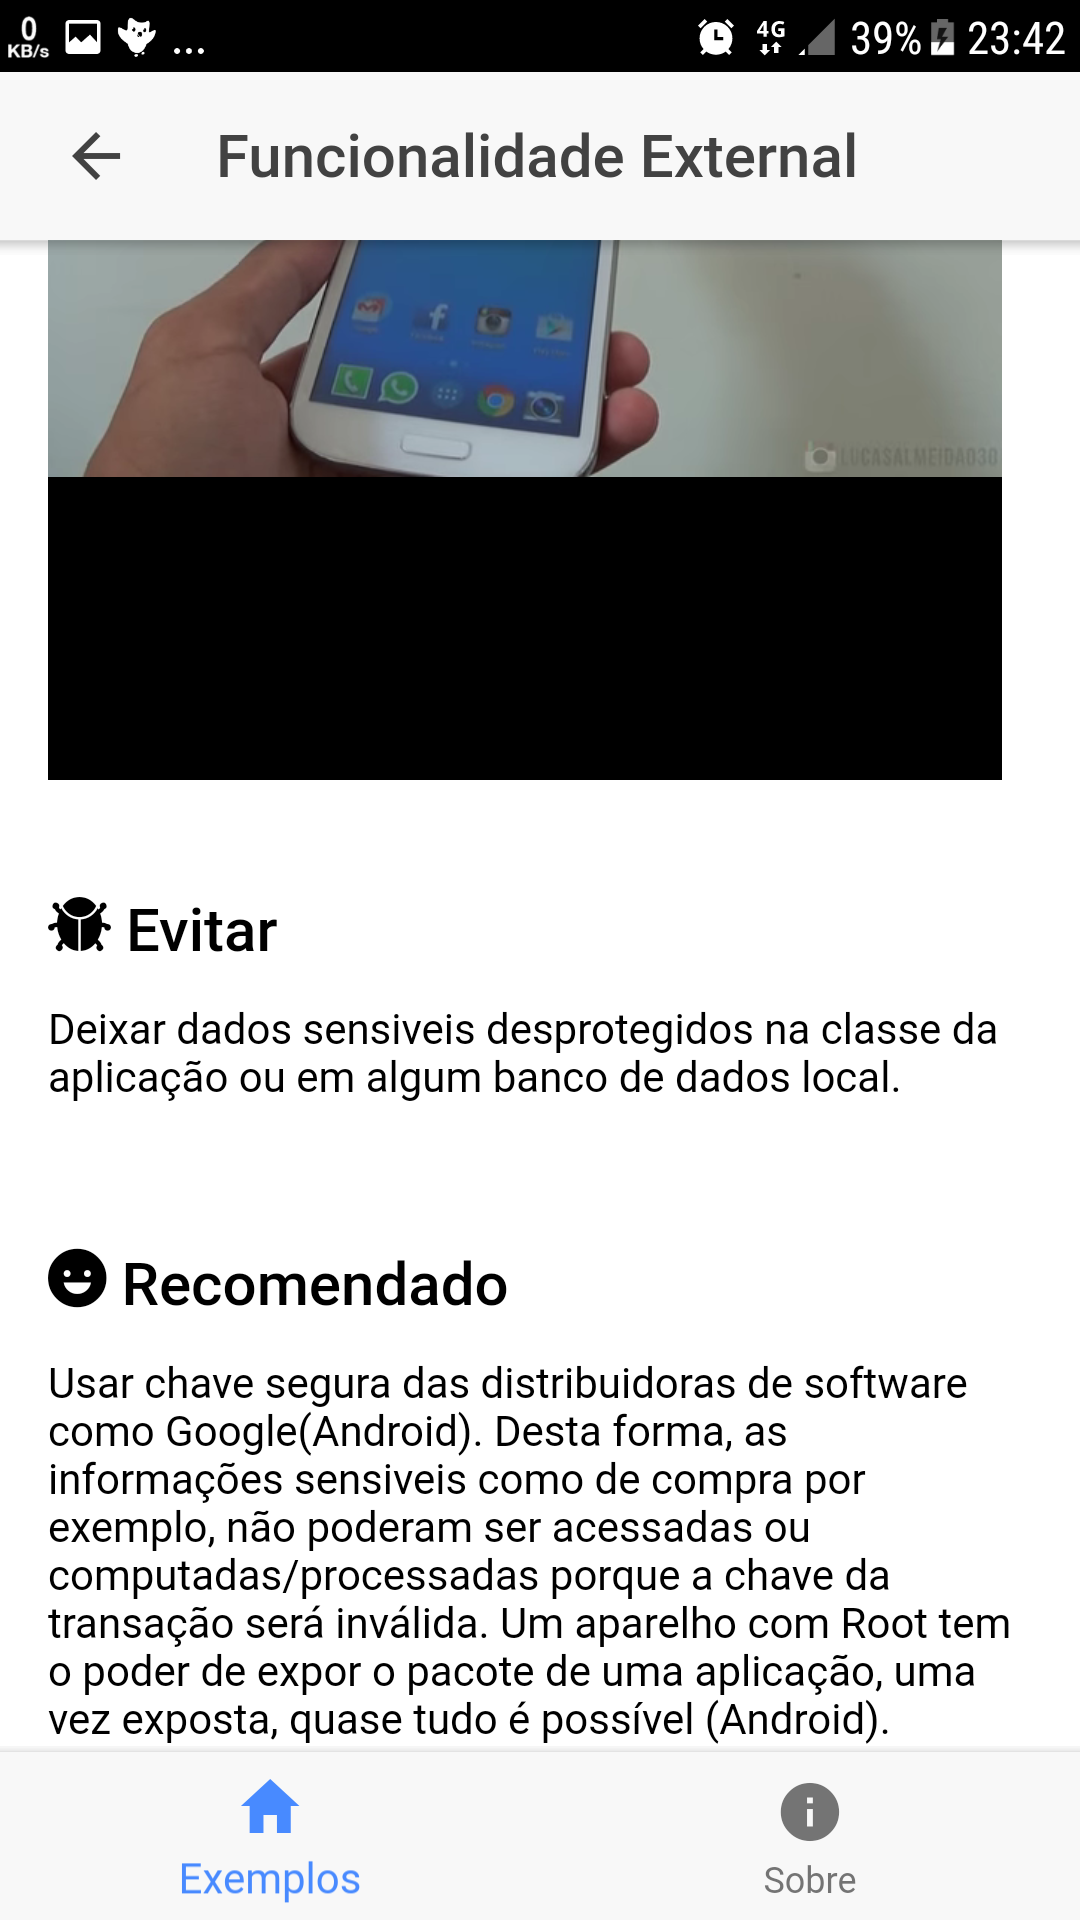 0
KB/s
...
4G
39%
23:42
Funcionalidade External
LUCASALMEIDA030
Evitar
Deixar dados sensiveis desprotegidos na classe da
aplicação ou em algum banco de dados local.
Recomendado
Usar chave segura das distribuidoras de software
como Google(Android). Desta forma, as
informações sensiveis como de compra por
exemplo, não poderam ser acessadas ou
computadas/processadas porque a chave da
transação será inválida. Um aparelho com Root tem
o poder de expor o pacote de uma aplicação, uma
vez exposta, quase tudo é possível (Android).
Exemplos
Sobre